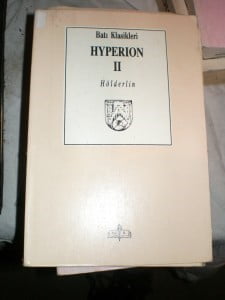 Batı Klasikleri
HYPERION
II
Hölderlin